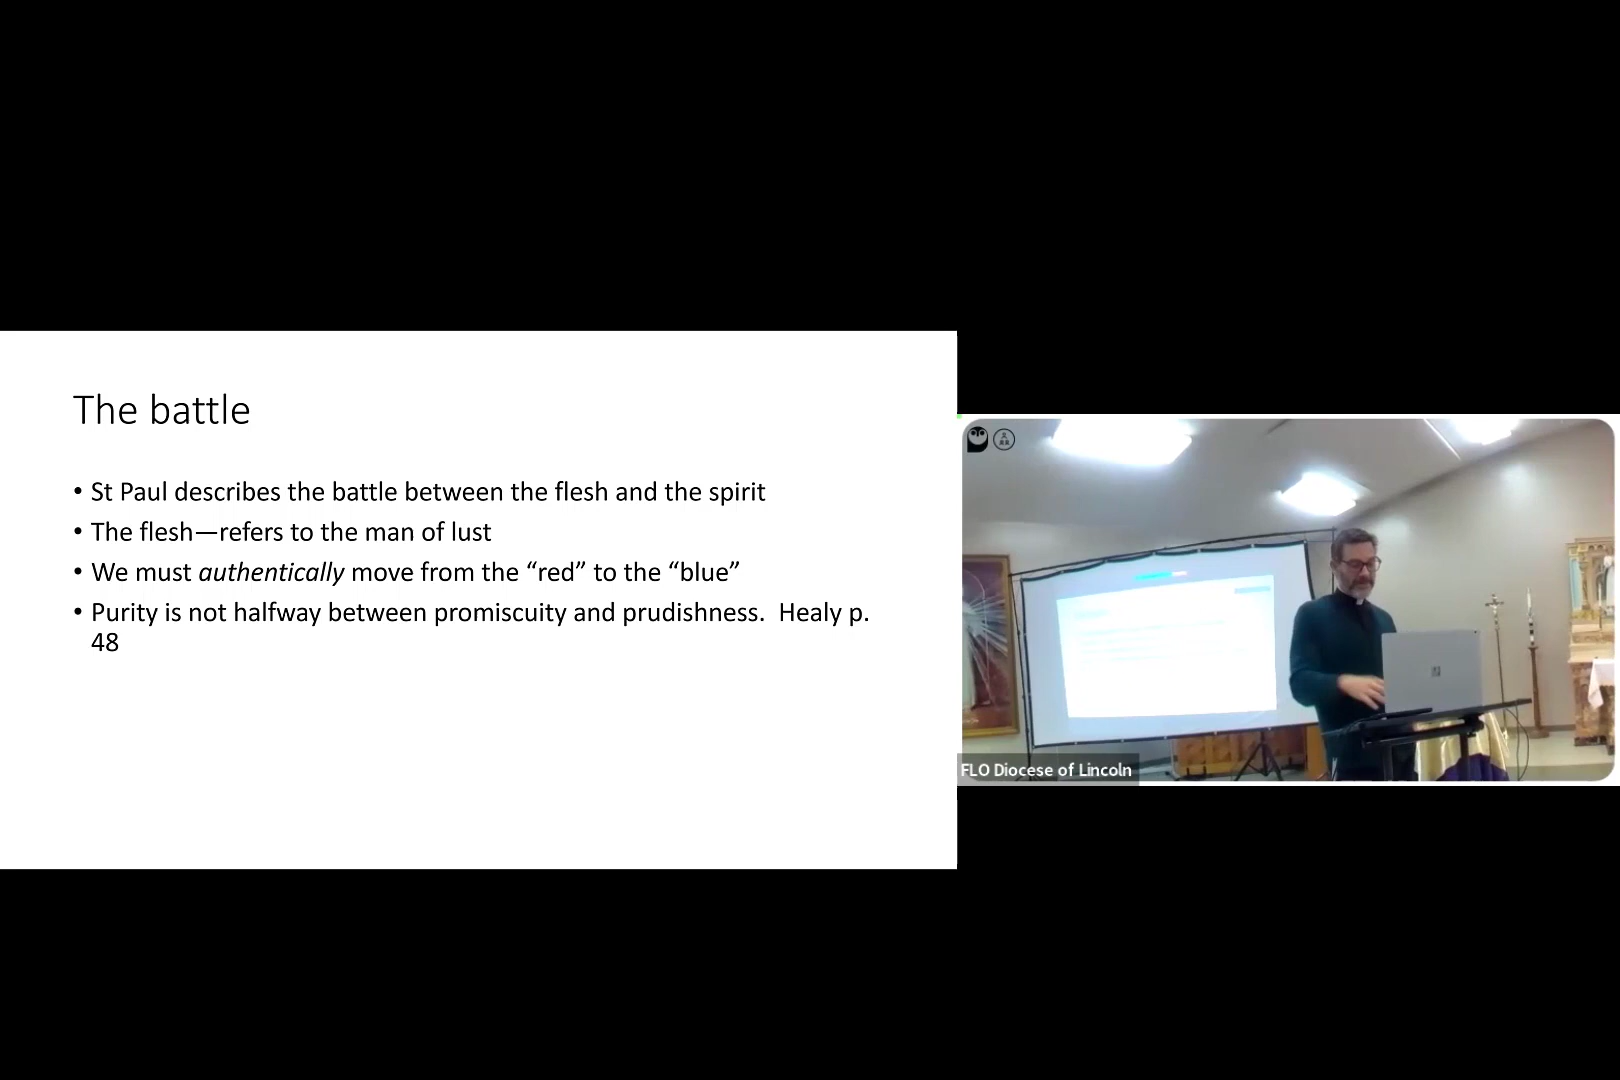 The battle
• St Paul describes the battle between the flesh and the spirit
• The flesh—refers to the man of lust
• We must authentically move from the “red” to the “blue”
• Purity is not halfway between promiscuity and prudishness.  Healy p.
48
FLO Diocese of Lincoln